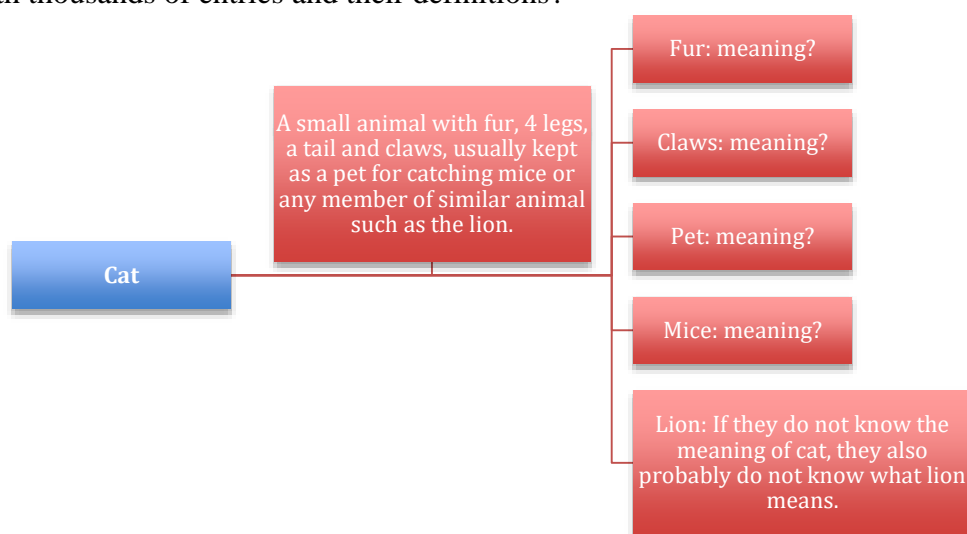 thousands of entries and their definitions?
Fur: meaning?
A small animal with fur, 4 legs,
a tail and claws, usually kept
as a pet for catching mice or
any member of similar animal
such as the lion.
Claws: meaning?
Pet: meaning?
Cat
Mice: meaning?
Lion: If they do not know the
meaning of cat, they also
probably do not know what lion
means.